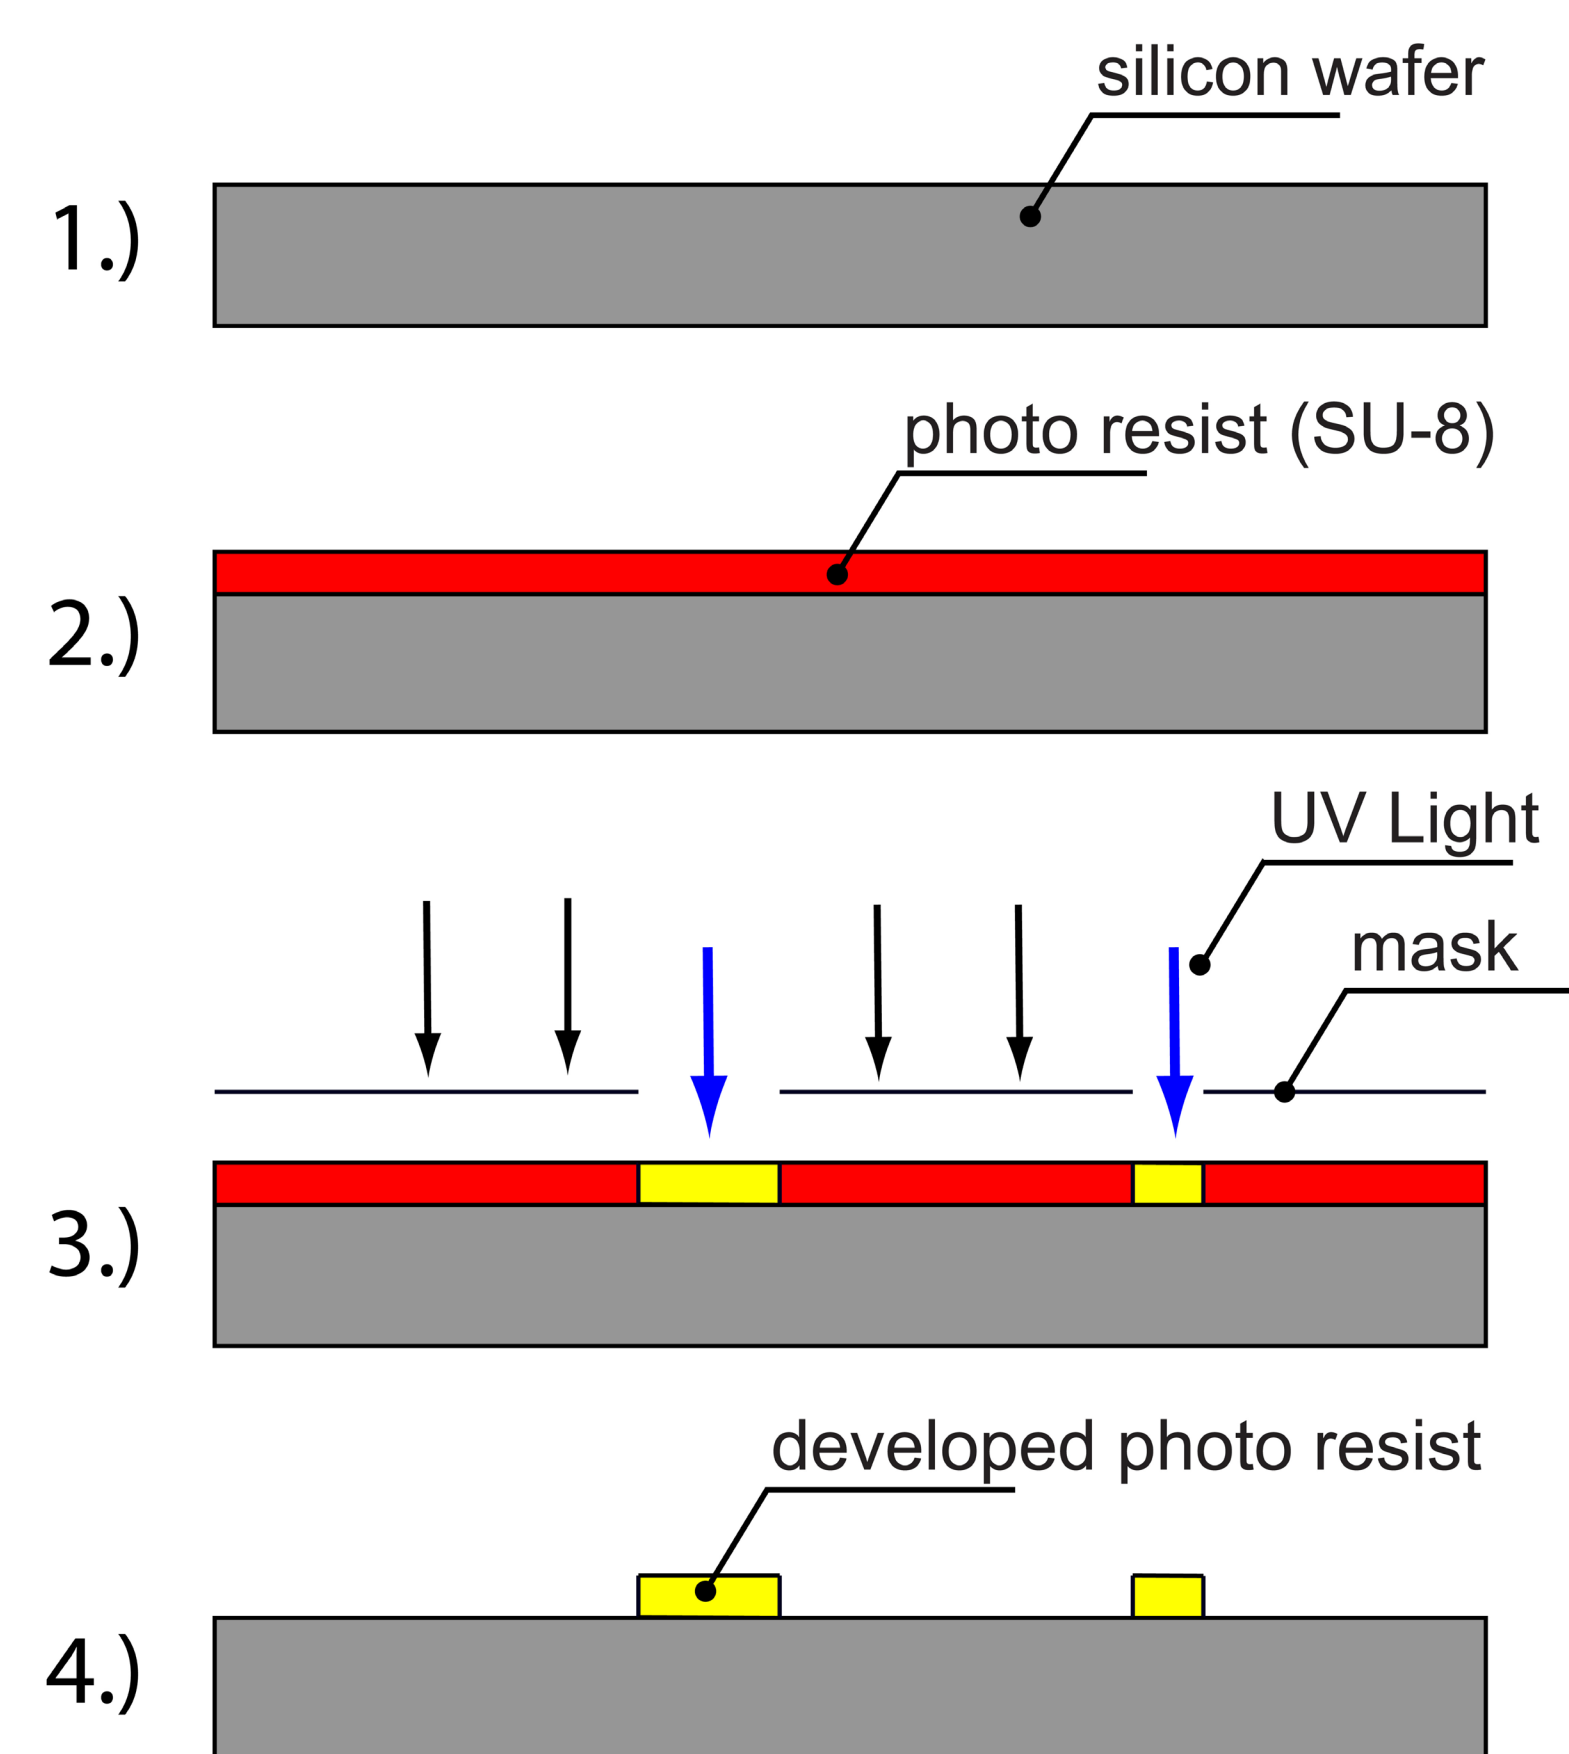 silicon wafer
1.)
photo resist (SU-8)
2.)
UV Light
mask
3.)
developed photo resist
4.)